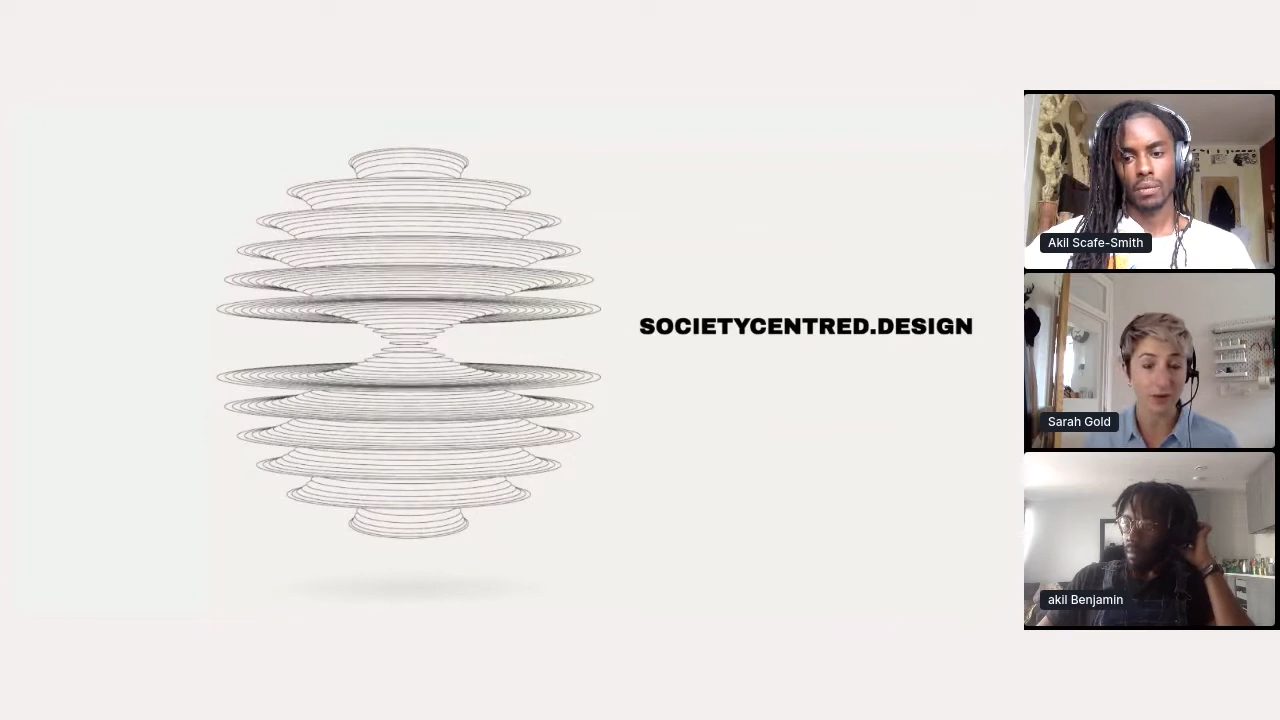 SOCIETYCENTRED.DESIGN
Akil Scafe-Smith
Sarah Gold
akil Benjamin